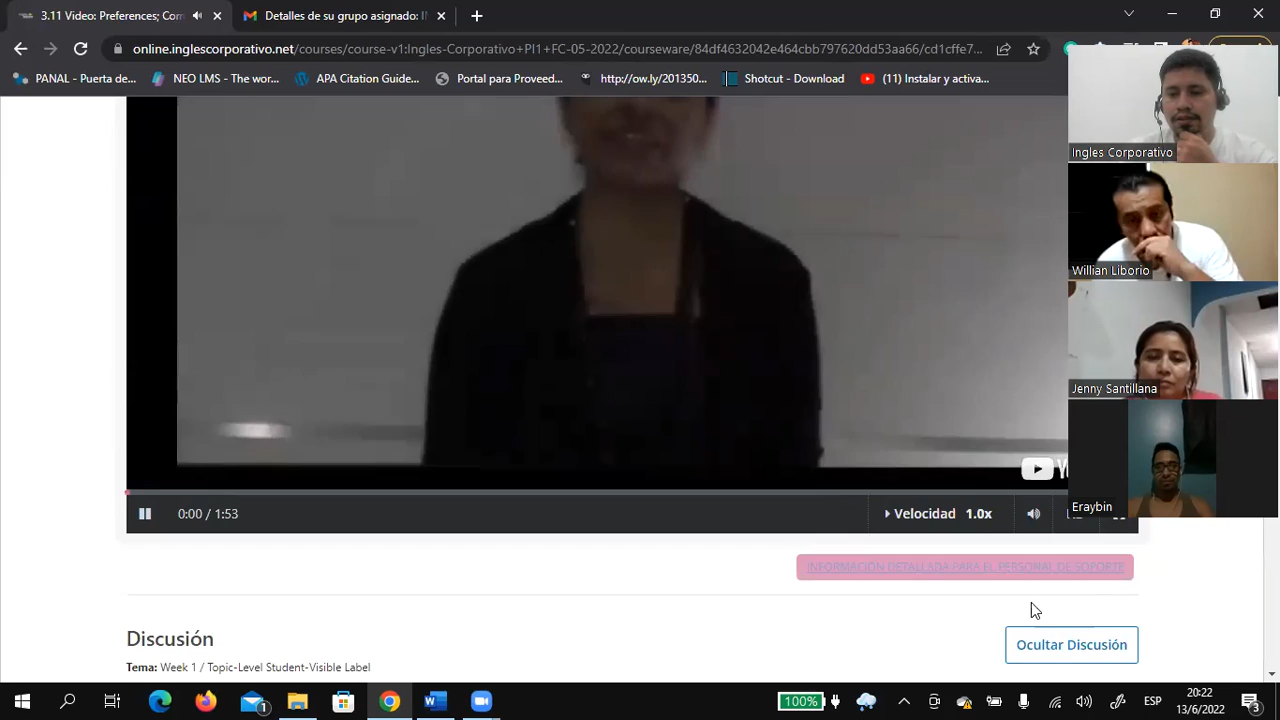 3.11 Video: Preferences; Com
Detalles de su grupo asignado: I
online.inglescorporativo.net/courses/course-v1:Ingles-Corporativo+PI1+FC-05-2022/courseware/84df4632042e464cbb797620dd53aa66/
PANAL - Puerta de...
NEO LMS - The wor...
APA Citation Guide...
Portal para Proveed...
http://ow.ly/201350...
Shotcut - Download
(11) Instalar y activa...
Ingles Corporativo
Willian Liborio
Jenny Santillana
Eraybin
0:00 / 1:53
Velocidad 1.0x
INFORMACIÓN DETALLADA PARA EL PERSONAL DE SOPORTE
Discusión
Ocultar Discusión
Tema: Week 1 / Topic-Level Student-Visible Label
100%
ESP
20:22
13/6/2022
1
3